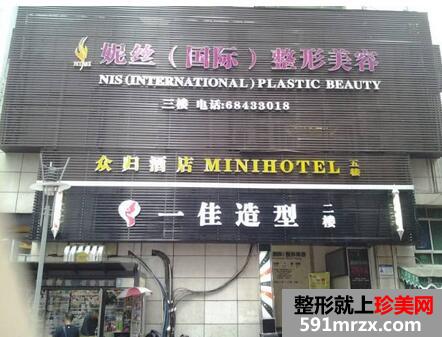 妮丝（国际）整形美容
NIS (INTERNATIONAL) PLASTIC BEAUTY
三楼 电话:68433018
众归酒店 MINIHOTEL 五楼
一佳造型 二楼
整形就上珍美网
591mrzx.com